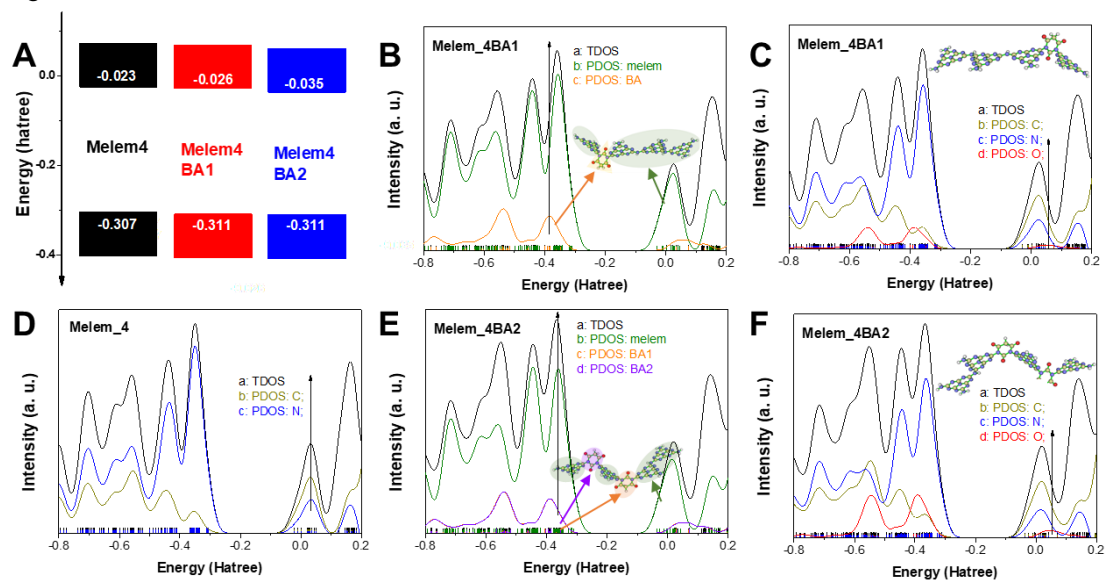 A
Energy (hatree)
0.0
-0.2
-0.4
-0.023
-0.026
-0.035
Melem4
Melem4
BA1
Melem4
BA2
-0.307
-0.311
-0.311
B
Melem_4BA1
a: TDOS
b: PDOS: melem
c: PDOS: BA
Intensity (a. u.)
-0.8 -0.6 -0.4 -0.2 0.0 0.2
Energy (Hatree)
C
Melem_4BA1
a: TDOS
b: PDOS: C;
c: PDOS: N;
d: PDOS: O;
Intensity (a. u.)
-0.8 -0.6 -0.4 -0.2 0.0 0.2
Energy (Hatree)
D
Melem_4
a: TDOS
b: PDOS: C;
c: PDOS: N;
Intensity (a. u.)
-0.8 -0.6 -0.4 -0.2 0.0 0.2
Energy (Hatree)
E
Melem_4BA2
a: TDOS
b: PDOS: melem
c: PDOS: BA1
d: PDOS: BA2
Intensity (a. u.)
-0.8 -0.6 -0.4 -0.2 0.0 0.2
Energy (Hatree)
F
Melem_4BA2
a: TDOS
b: PDOS: C;
c: PDOS: N;
d: PDOS: O;
Intensity (a. u.)
-0.8 -0.6 -0.4 -0.2 0.0 0.2
Energy (Hatree)